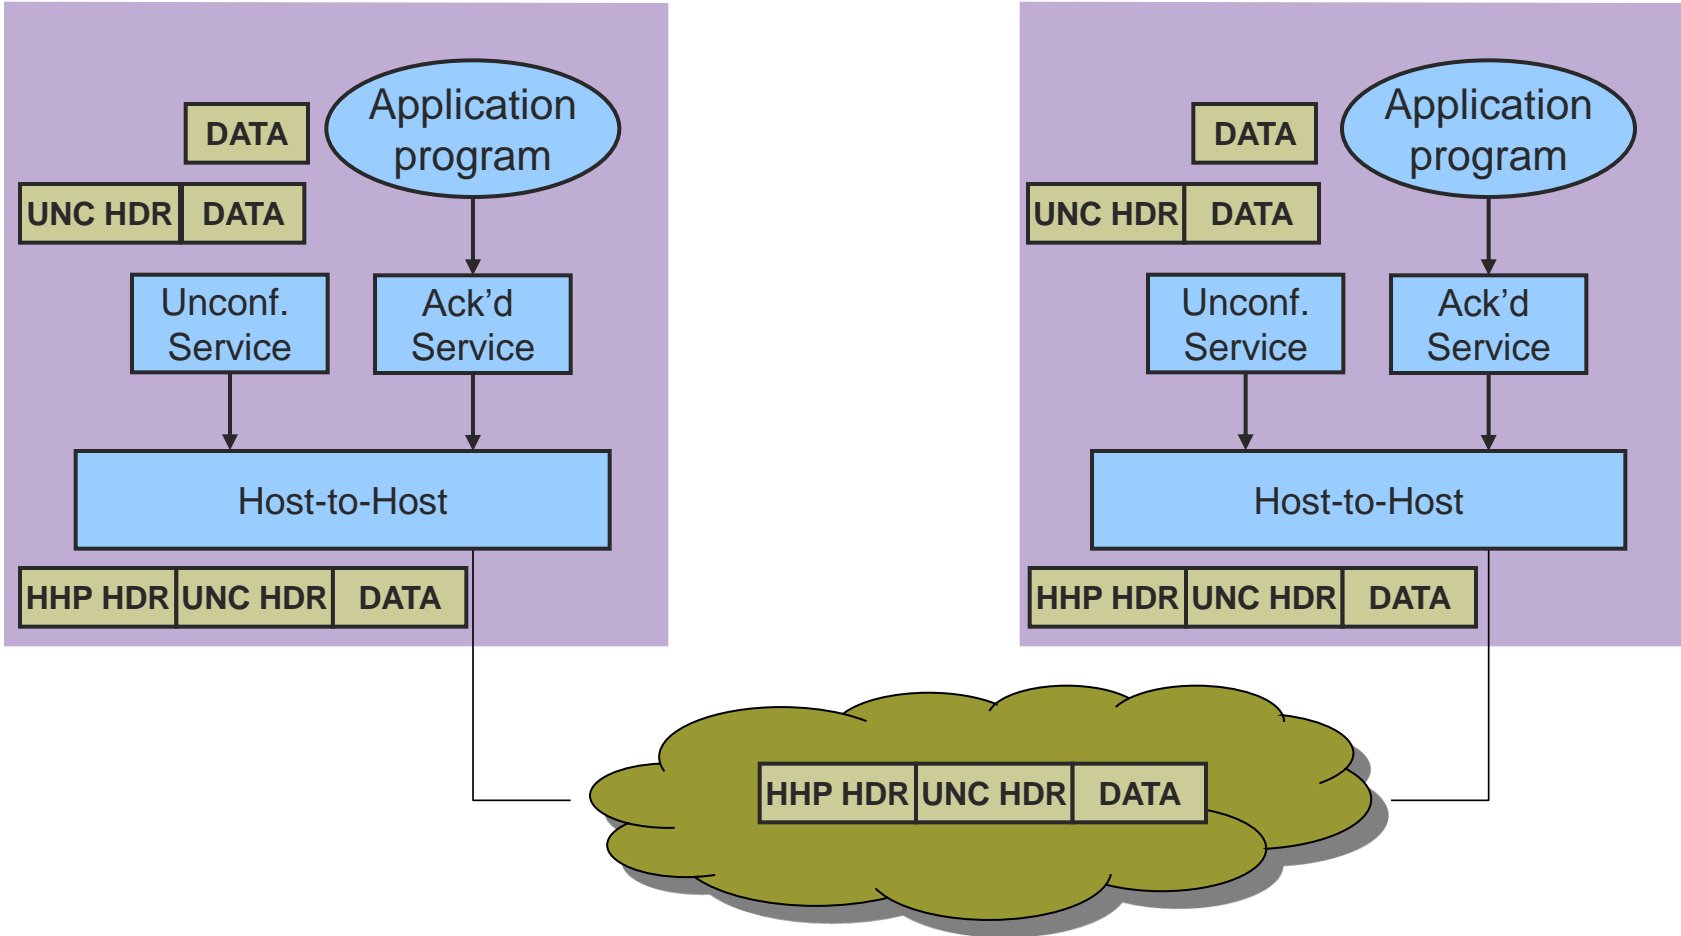 Application
program
DATA
UNC HDR DATA
Unconf.
Service
Ack’d
Service
Host-to-Host
HHP HDR UNC HDR DATA
Application
program
DATA
UNC HDR DATA
Unconf.
Service
Ack’d
Service
Host-to-Host
HHP HDR UNC HDR DATA
HHP HDR UNC HDR DATA